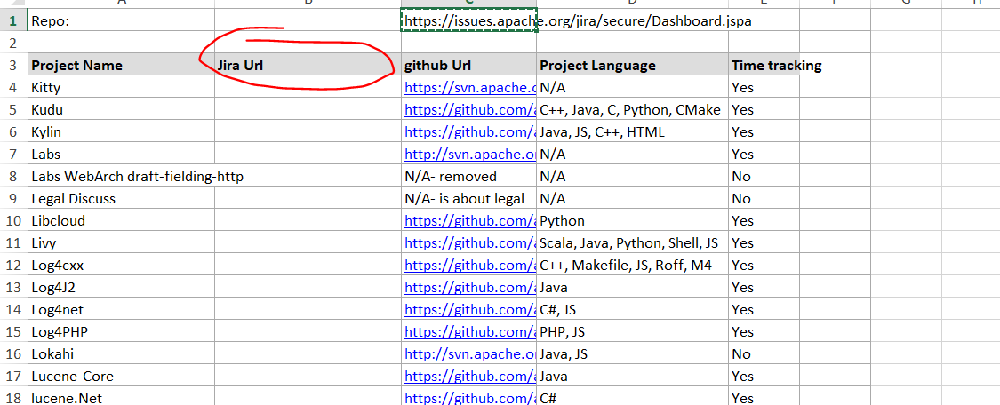 1 Repo: https://issues.apache.org/jira/secure/Dashboard.jspa
2
3 Project Name Jira Url github Url Project Language Time tracking
4 Kitty https://svn.apache.o N/A Yes
5 Kudu https://github.com/a C++, Java, C, Python, CMake Yes
6 Kylin https://github.com/a Java, JS, C++, HTML Yes
7 Labs http://svn.apache.o N/A Yes
8 Labs WebArch draft-fielding-http N/A- removed N/A No
9 Legal Discuss N/A- is about legal N/A No
10 Libcloud https://github.com/a Python Yes
11 Livy https://github.com/a Scala, Java, Python, Shell, JS Yes
12 Log4cxx https://github.com/a C++, Makefile, JS, Roff, M4 Yes
13 Log4J2 https://github.com/a Java Yes
14 Log4net https://github.com/a C#, JS Yes
15 Log4PHP https://github.com/a PHP, JS Yes
16 Lokahi http://svn.apache.o Java, JS No
17 Lucene-Core https://github.com/a Java Yes
18 lucene.Net https://github.com/a C# Yes